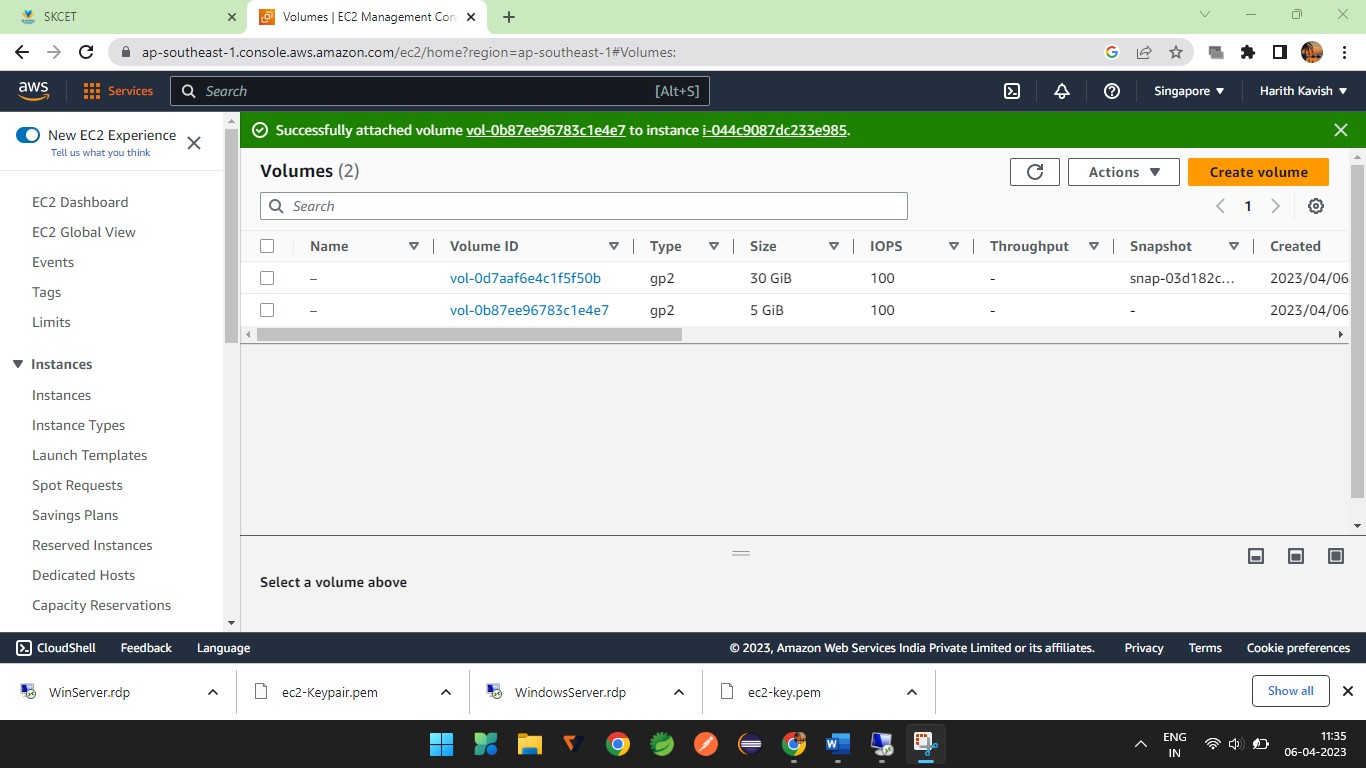 SKCET
Volumes | EC2 Management Con
ap-southeast-1.console.aws.amazon.com/ec2/home?region=ap-southeast-1#Volumes:
aws Services Search [Alt+S] Singapore Harith Kavish
New EC2 Experience
Tell us what you think
EC2 Dashboard
EC2 Global View
Events
Tags
Limits
Instances
Instances
Instance Types
Launch Templates
Spot Requests
Savings Plans
Reserved Instances
Dedicated Hosts
Capacity Reservations
Successfully attached volume vol-0b87ee96783c1e4e7 to instance i-044c9087dc233e985.
Volumes (2) Actions Create volume
Search 1
Name Volume ID Type Size IOPS Throughput Snapshot Created
– vol-0d7aaf6e4c1f5f50b gp2 30 GiB 100 - snap-03d182c... 2023/04/06
– vol-0b87ee96783c1e4e7 gp2 5 GiB 100 - - 2023/04/06
Select a volume above
CloudShell Feedback Language © 2023, Amazon Web Services India Private Limited or its affiliates. Privacy Terms Cookie preferences
WinServer.rdp ec2-Keypair.pem WindowsServer.rdp ec2-key.pem Show all
ENG 11:35
IN 06-04-2023